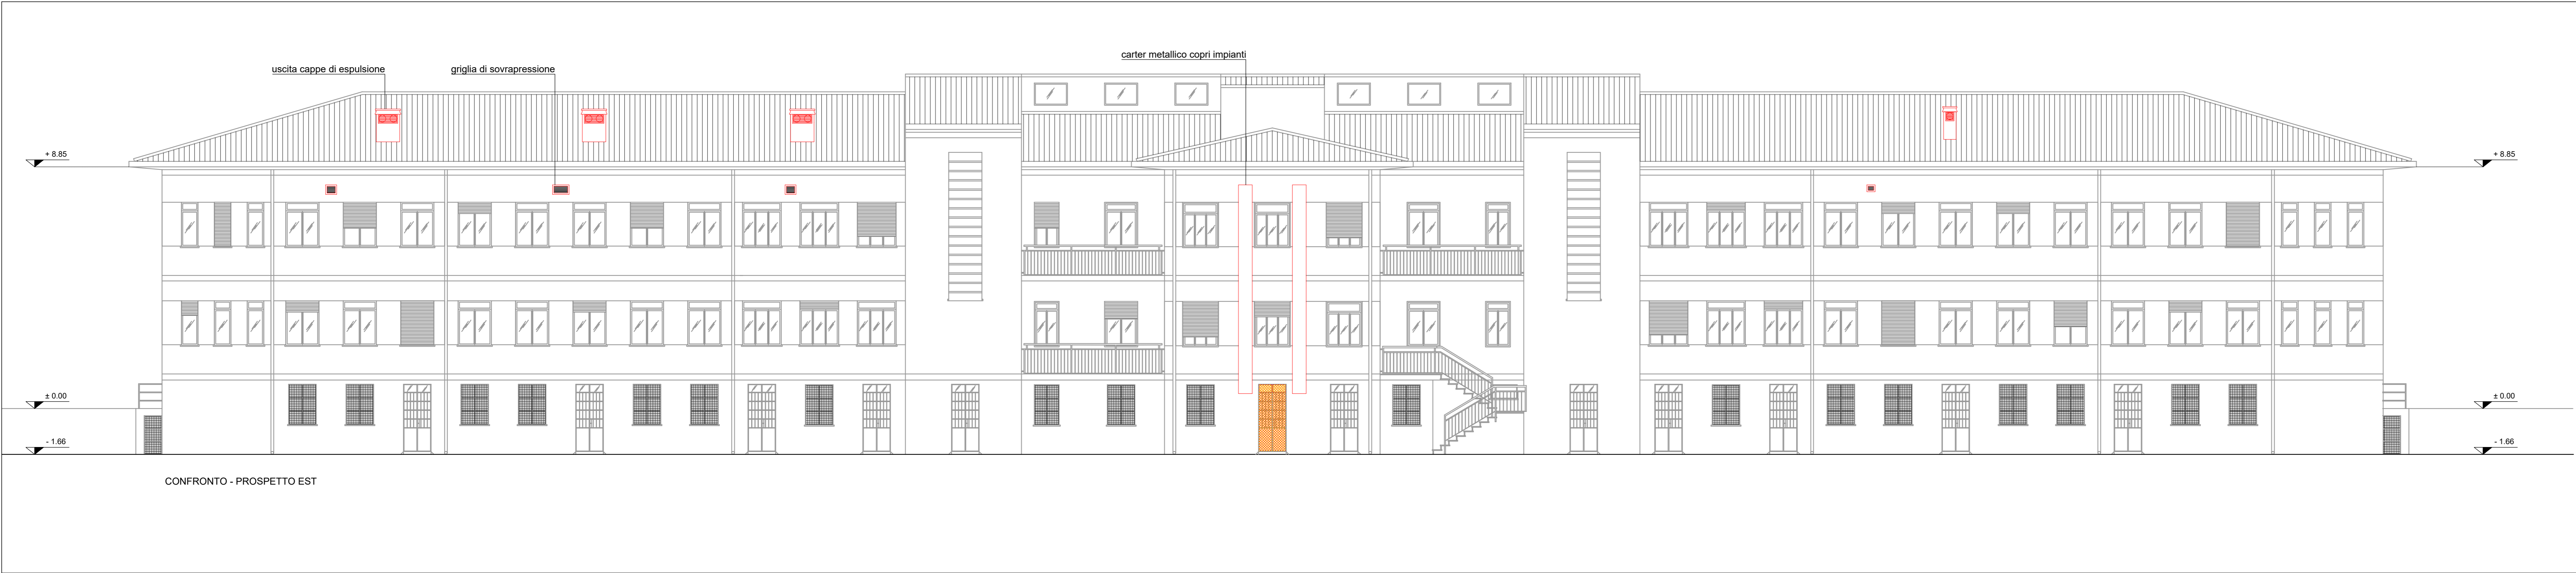 carter metallico copri impianti
uscita cappe di espulsione
griglia di sovrapressione
+ 8.85
+ 8.85
± 0.00
± 0.00
- 1.66
- 1.66
CONFRONTO - PROSPETTO EST